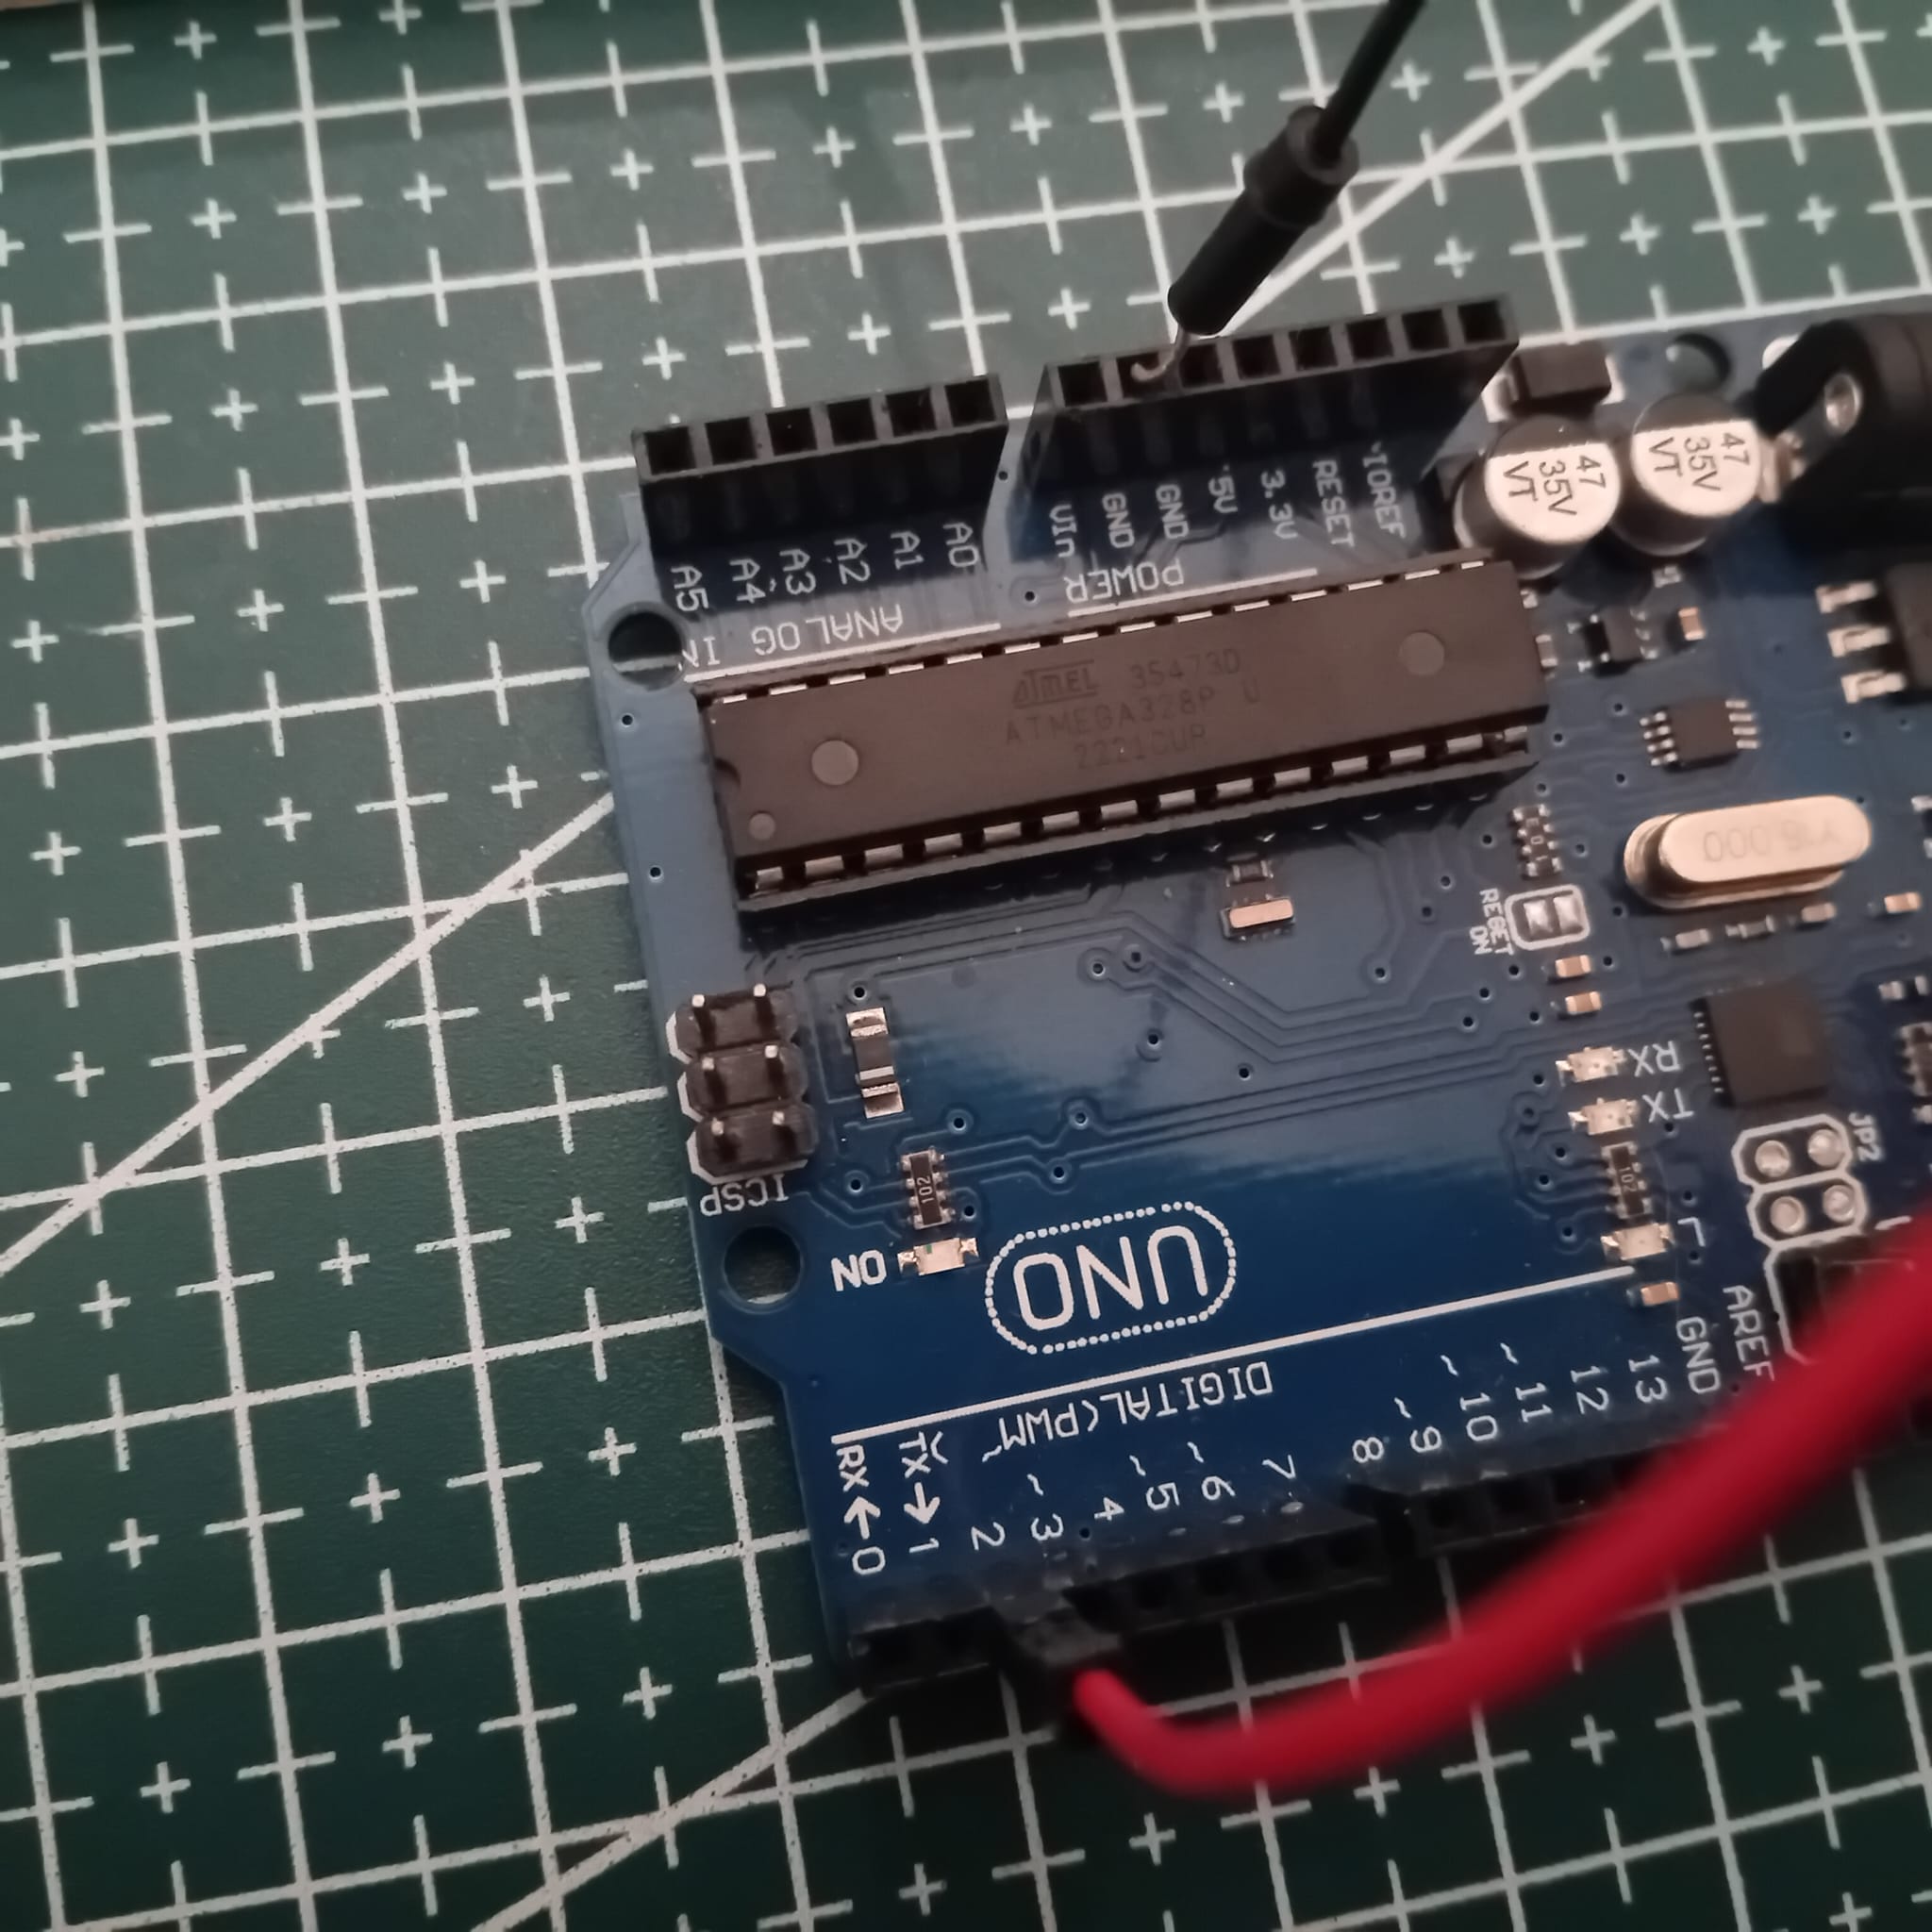 A5
A4
A3
A2
A1
A0
ANALOG IN
Vin
GND
GND
5V
3.3V
RESET
IOREF
POWER
47
35V
VT
47
35V
VT
ATMEL 35473D
ATMEGA328P U
RESET
ON
RX
TX
JP2
ICSP
102
102
ON
L
UNO
AREF
GND
13
12
~11
~10
~9
8
7
~6
~5
4
~3
2
TX→1
RX←0
DIGITAL(PWM~)